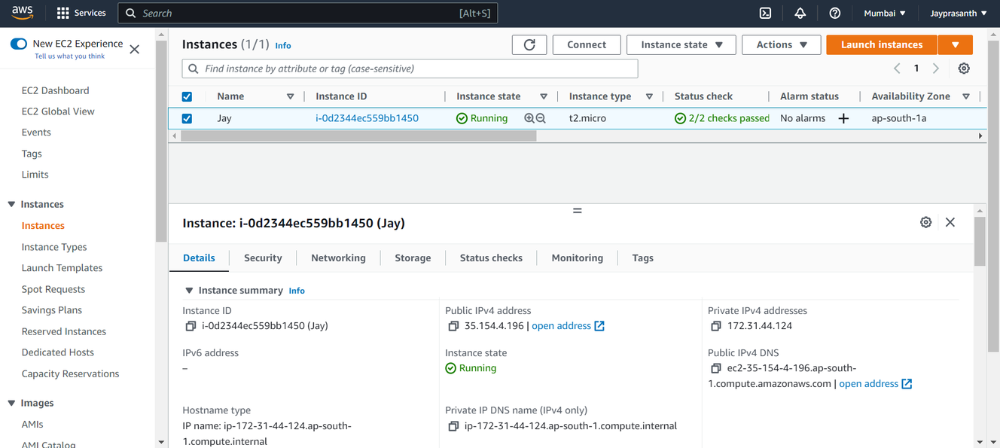 aws
Services
Search [Alt+S]
Mumbai
Jayprasanth
New EC2 Experience
Tell us what you think
EC2 Dashboard
EC2 Global View
Events
Tags
Limits
Instances
Instances
Instance Types
Launch Templates
Spot Requests
Savings Plans
Reserved Instances
Dedicated Hosts
Capacity Reservations
Images
AMIs
AMI Catalog
Instances (1/1) Info
Connect
Instance state
Actions
Launch instances
Find instance by attribute or tag (case-sensitive)
1
Name Instance ID Instance state Instance type Status check Alarm status Availability Zone
Jay i-0d2344ec559bb1450 Running t2.micro 2/2 checks passed No alarms ap-south-1a
Instance: i-0d2344ec559bb1450 (Jay)
Details Security Networking Storage Status checks Monitoring Tags
Instance summary Info
Instance ID
i-0d2344ec559bb1450 (Jay)
Public IPv4 address
35.154.4.196 | open address
Private IPv4 addresses
172.31.44.124
IPv6 address
–
Instance state
Running
Public IPv4 DNS
ec2-35-154-4-196.ap-south-
1.compute.amazonaws.com | open address
Hostname type
IP name: ip-172-31-44-124.ap-south-
1.compute.internal
Private IP DNS name (IPv4 only)
ip-172-31-44-124.ap-south-1.compute.internal